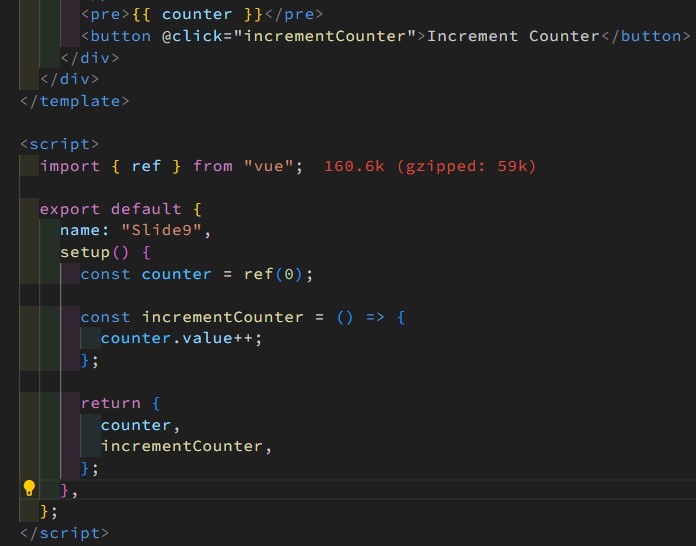 <pre>{{ counter }}</pre>
<button @click="incrementCounter">Increment Counter</button>
</div>
</div>
</template>
<script>
import { ref } from "vue"; 160.6k (gzipped: 59k)
export default {
name: "Slide9",
setup() {
const counter = ref(0);
const incrementCounter = () => {
counter.value++;
};
return {
counter,
incrementCounter,
};
},
};
</script>